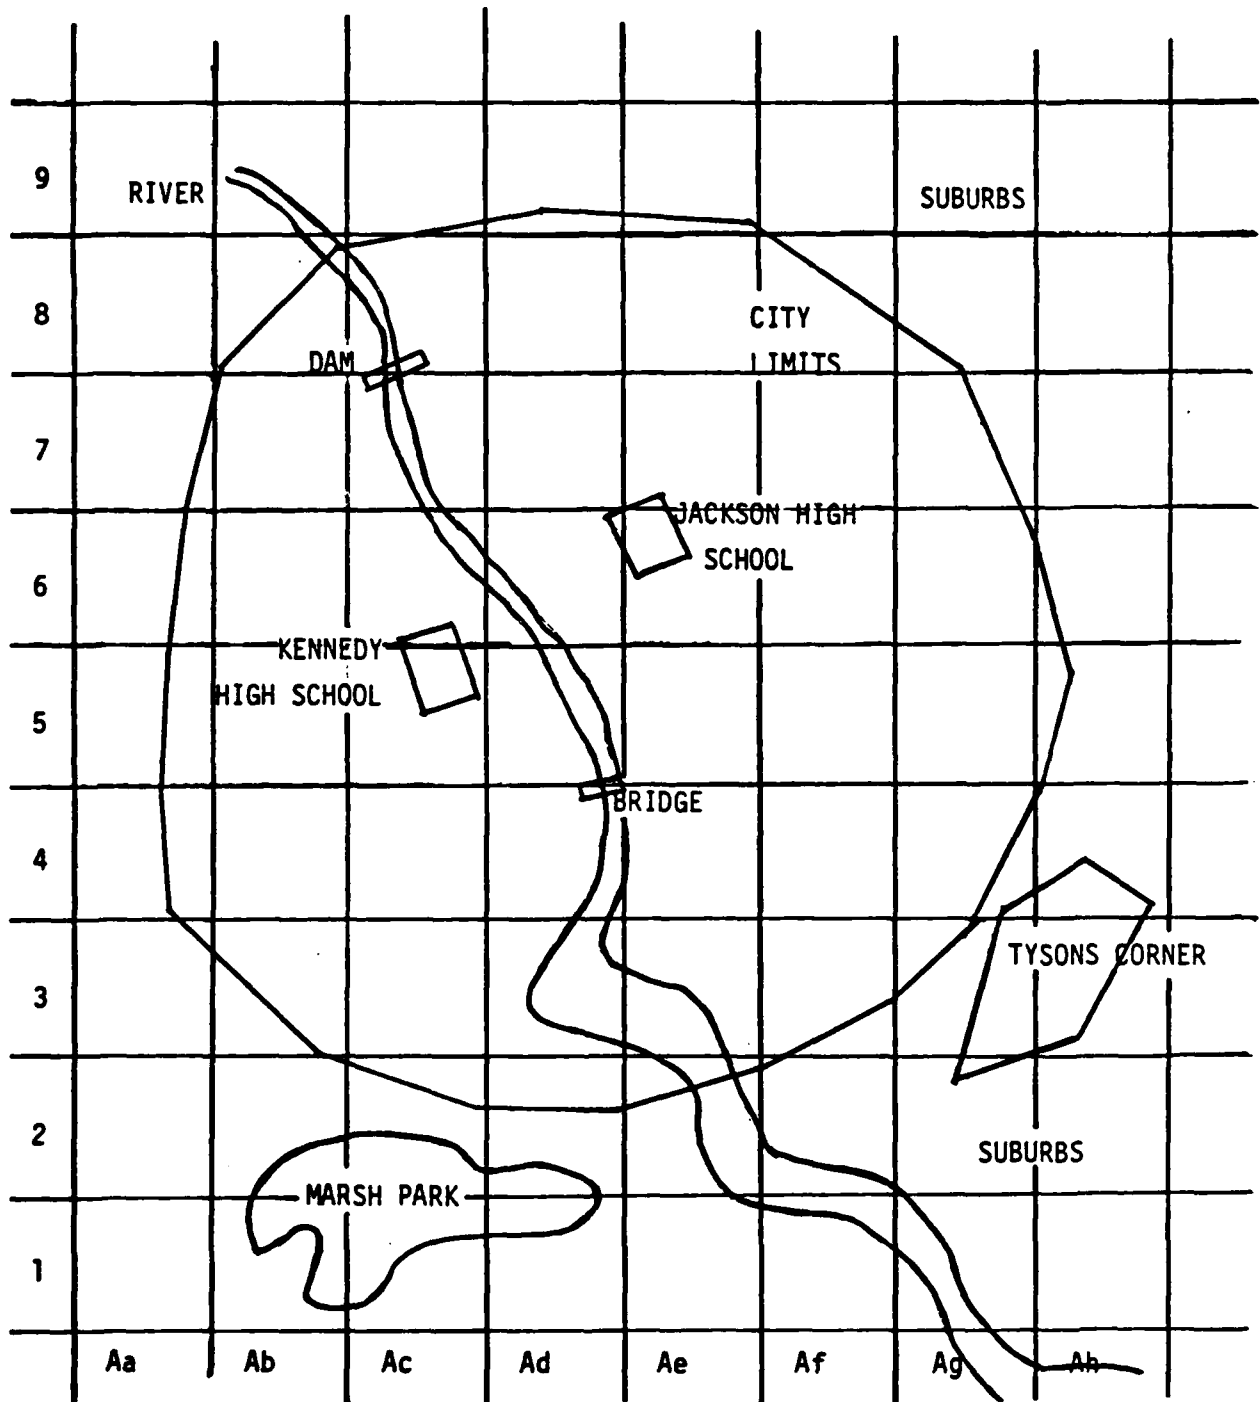 9
RIVER
SUBURBS
8
CITY
LIMITS
DAM
7
JACKSON HIGH
SCHOOL
6
KENNEDY
HIGH SCHOOL
5
BRIDGE
4
TYSONS CORNER
3
2
SUBURBS
MARSH PARK
1
Aa Ab Ac Ad Ae Af Ag Ah